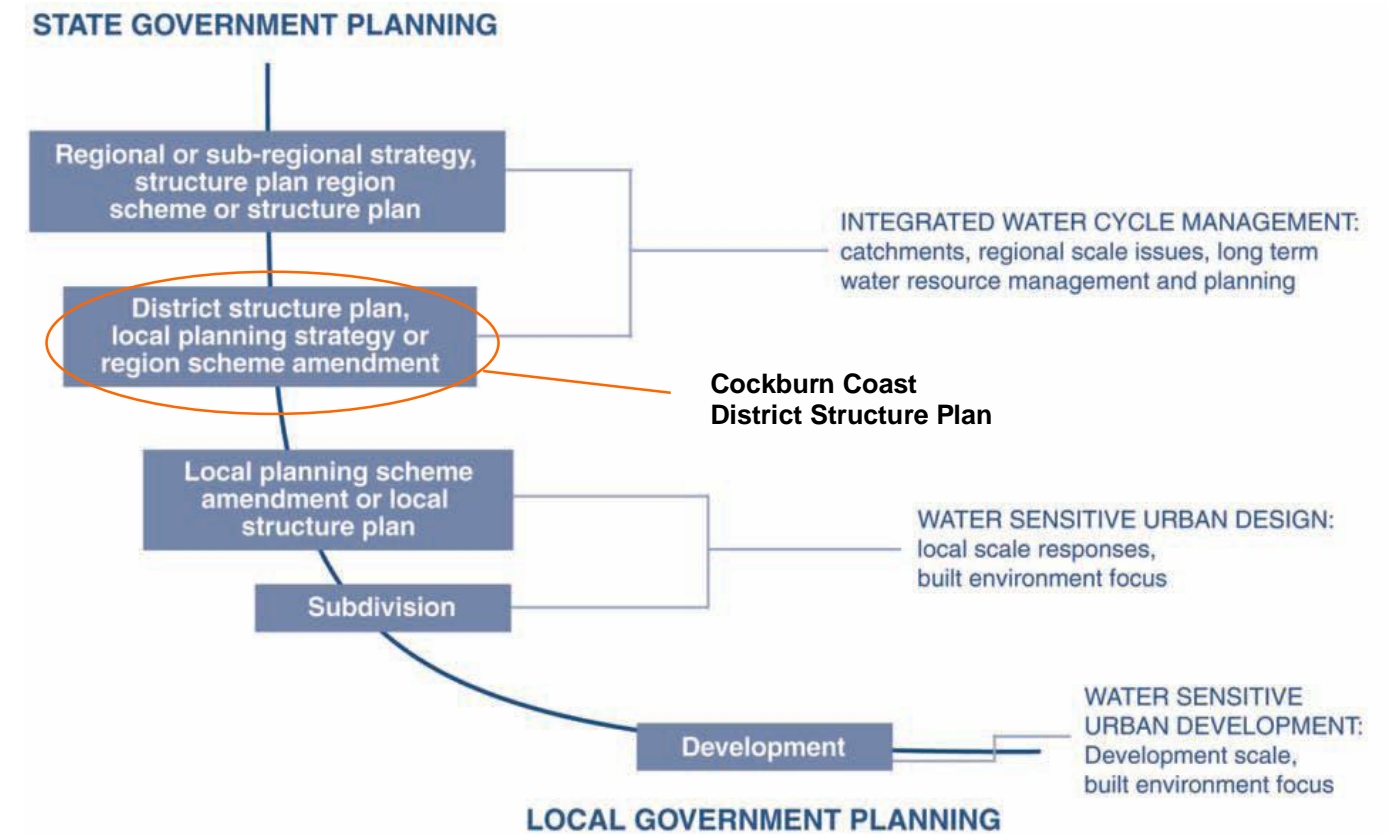 STATE GOVERNMENT PLANNING
Regional or sub-regional strategy,
structure plan region
scheme or structure plan
INTEGRATED WATER CYCLE MANAGEMENT:
catchments, regional scale issues, long term
water resource management and planning
District structure plan,
local planning strategy or
region scheme amendment
Cockburn Coast
District Structure Plan
Local planning scheme
amendment or local
structure plan
WATER SENSITIVE URBAN DESIGN:
local scale responses,
built environment focus
Subdivision
WATER SENSITIVE
URBAN DEVELOPMENT:
Development scale,
built environment focus
Development
LOCAL GOVERNMENT PLANNING